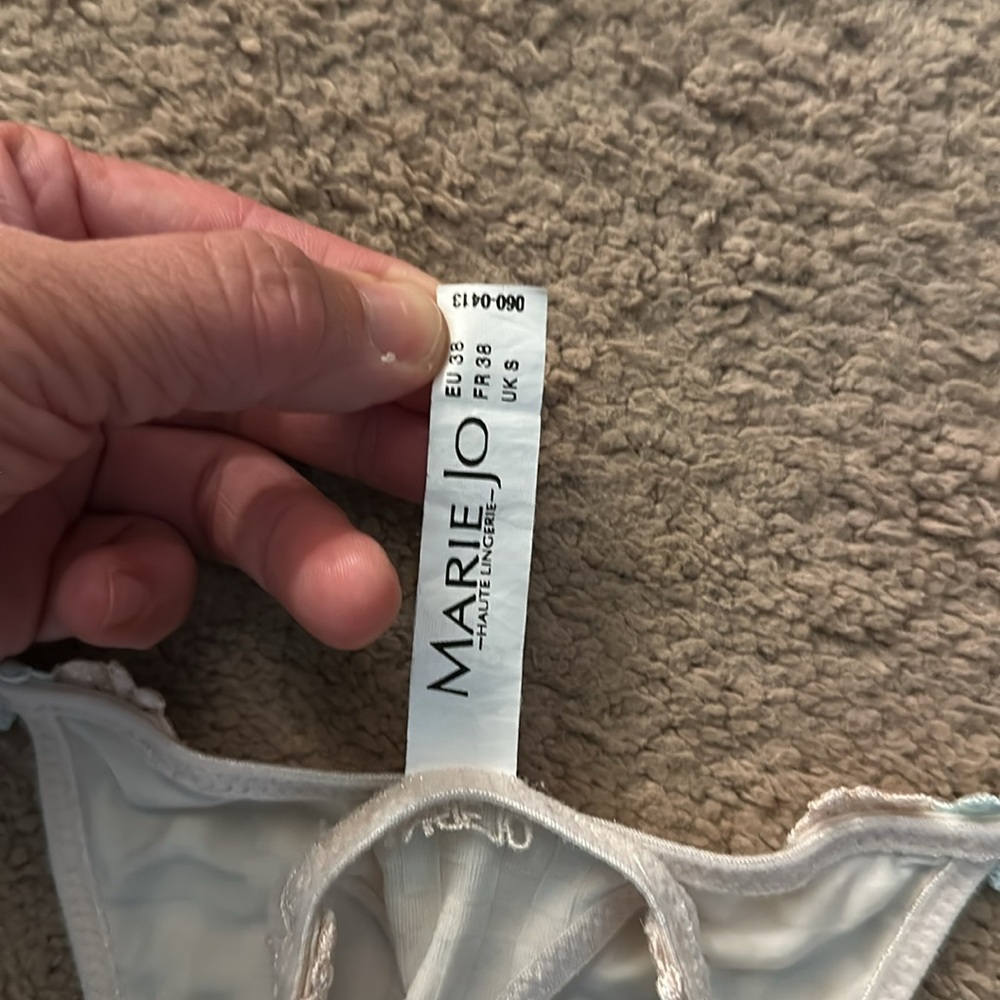 MARIE JO
–HAUTE LINGERIE–
EU 38
FR 38
UK S
060-0413